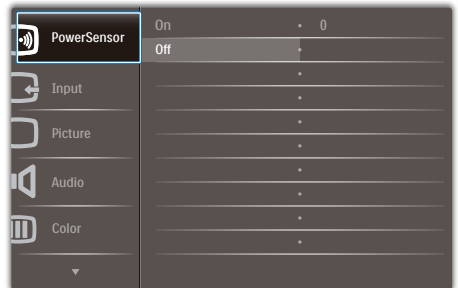 PowerSensor
Input
Picture
Audio
Color
On • 0
Off •